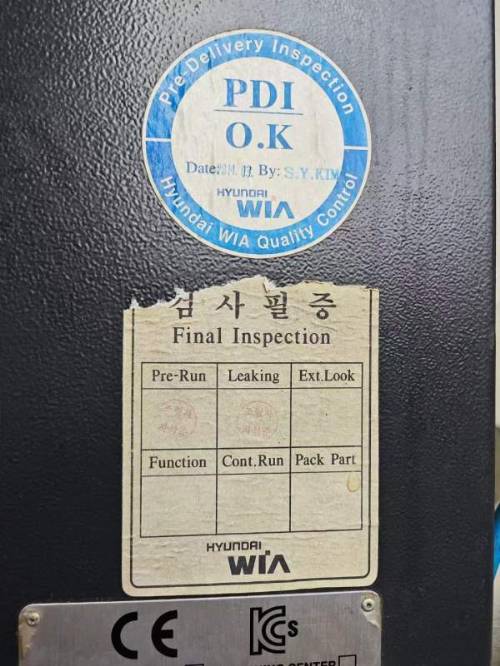 Pre-Delivery Inspection
PDI
O.K
Date: By: S.Y.KIM
HYUNDAI
WIA
Hyundai WIA Quality Control
검사필증
Final Inspection
Pre-Run Leaking Ext.Look
Function Cont.Run Pack Part
HYUNDAI
WIA
CE KCs
CENTER